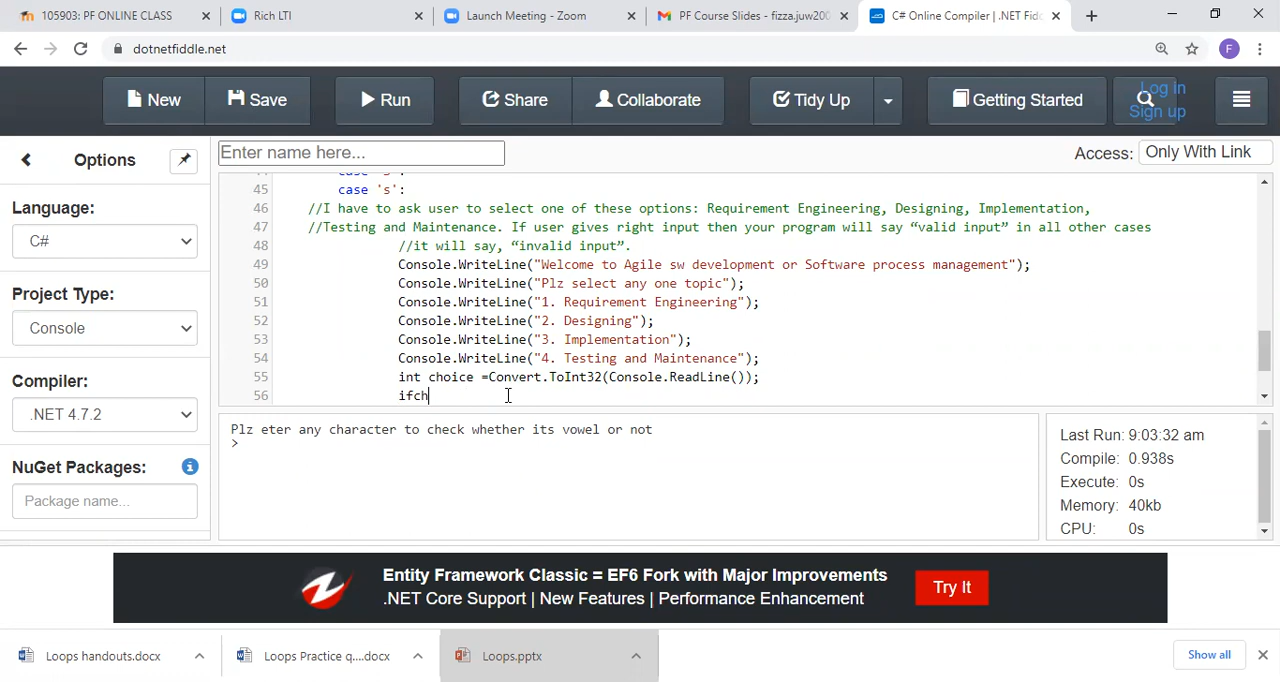 105903: PF ONLINE CLASS
Rich LTI
Launch Meeting - Zoom
PF Course Slides - fizza.juw200
C# Online Compiler | .NET Fidd
dotnetfiddle.net
F
New
Save
Run
Share
Collaborate
Tidy Up
Getting Started
Log in
Sign up
Options
Enter name here...
Access:
Only With Link
Language:
C#
Project Type:
Console
Compiler:
.NET 4.7.2
NuGet Packages:
Package name...
45 case 's':
46 //I have to ask user to select one of these options: Requirement Engineering, Designing, Implementation,
47 //Testing and Maintenance. If user gives right input then your program will say “valid input” in all other cases
48 //it will say, “invalid input”.
49 Console.WriteLine("Welcome to Agile sw development or Software process management");
50 Console.WriteLine("Plz select any one topic");
51 Console.WriteLine("1. Requirement Engineering");
52 Console.WriteLine("2. Designing");
53 Console.WriteLine("3. Implementation");
54 Console.WriteLine("4. Testing and Maintenance");
55 int choice =Convert.ToInt32(Console.ReadLine());
56 ifch
Plz eter any character to check whether its vowel or not
>
Last Run: 9:03:32 am
Compile: 0.938s
Execute: 0s
Memory: 40kb
CPU: 0s
Entity Framework Classic = EF6 Fork with Major Improvements
.NET Core Support | New Features | Performance Enhancement
Try It
Loops handouts.docx
Loops Practice q....docx
Loops.pptx
Show all